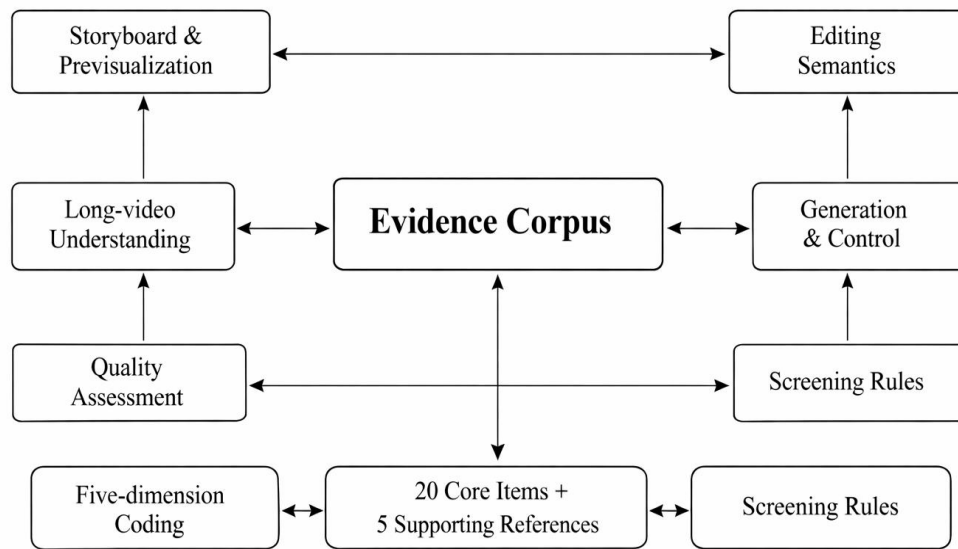 Storyboard &
Previsualization
Editing
Semantics
Long-video
Understanding
Evidence Corpus
Generation
& Control
Quality
Assessment
Screening Rules
Five-dimension
Coding
20 Core Items +
5 Supporting References
Screening Rules